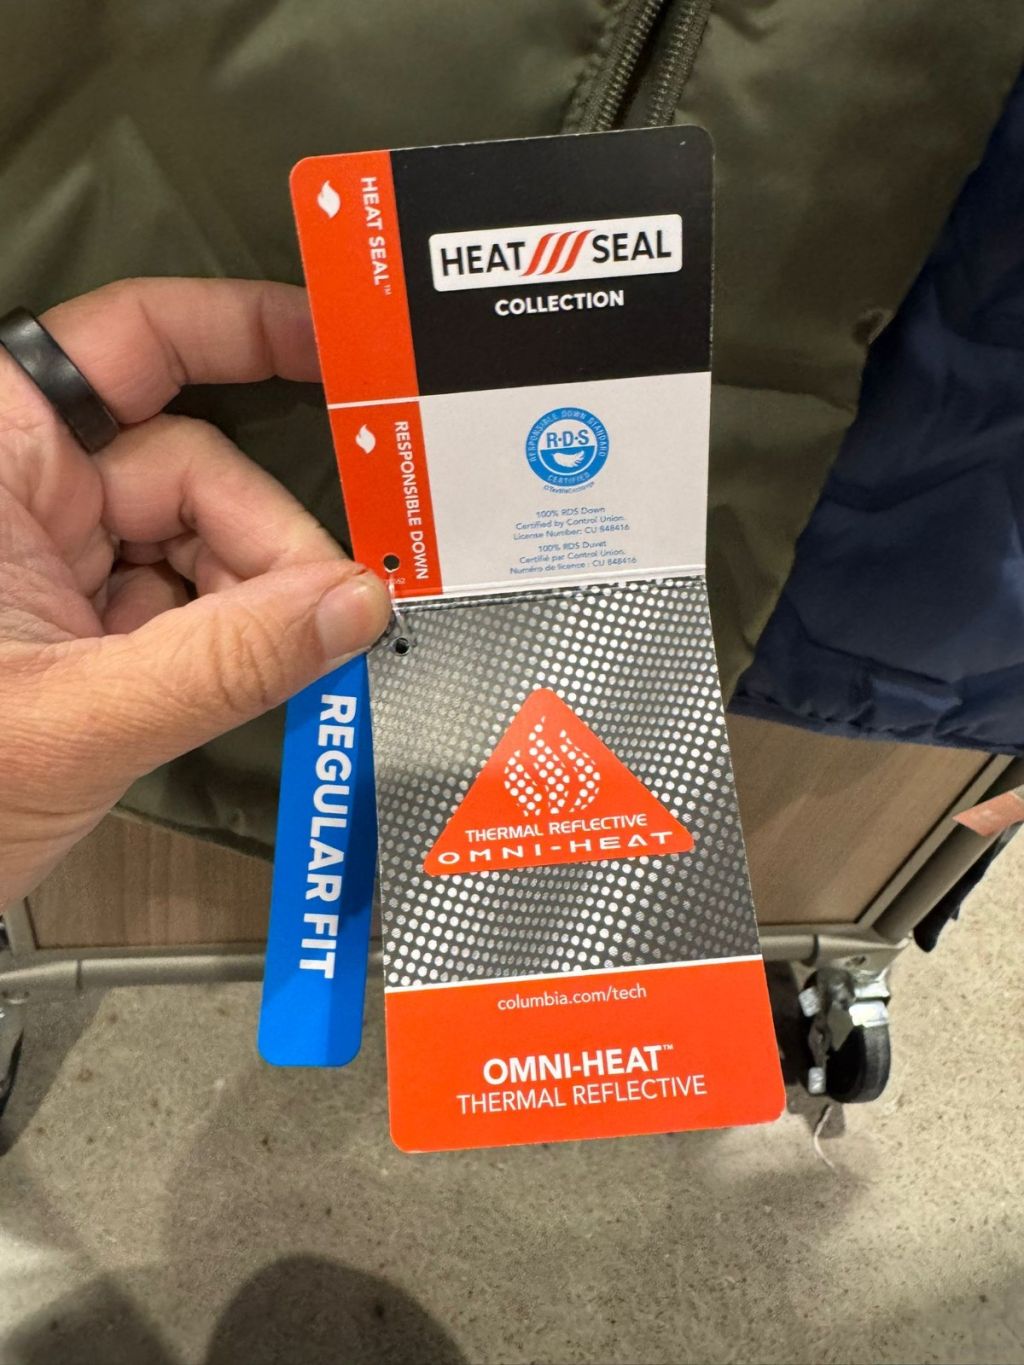 HEAT SEAL™
HEAT SEAL
COLLECTION
RESPONSIBLE DOWN
RESPONSIBLE DOWN STANDARD
R·D·S
CERTIFIED
100% RDS Down
Certified by Control Union.
License Number: CU 848416
100% RDS Duvet
Certifié par Control Union.
Numéro de licence : CU 848416
REGULAR FIT
THERMAL REFLECTIVE
OMNI-HEAT
columbia.com/tech
OMNI-HEAT™
THERMAL REFLECTIVE